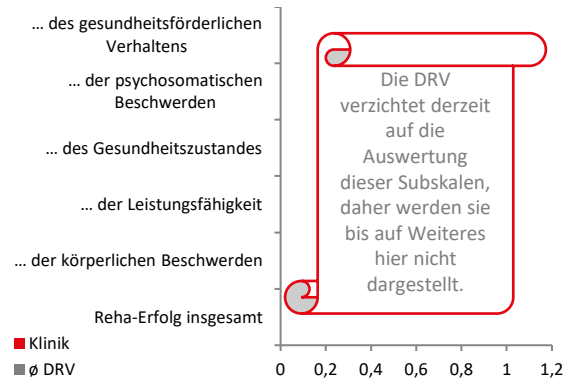 ... des gesundheitsförderlichen
Verhaltens
... der psychosomatischen
Beschwerden
... des Gesundheitszustandes
... der Leistungsfähigkeit
... der körperlichen Beschwerden
Reha-Erfolg insgesamt
Die DRV
verzichtet derzeit
auf die
Auswertung
dieser Subskalen,
daher werden sie
bis auf Weiteres
hier nicht
dargestellt.
Klinik
ø DRV
0 0,2 0,4 0,6 0,8 1 1,2